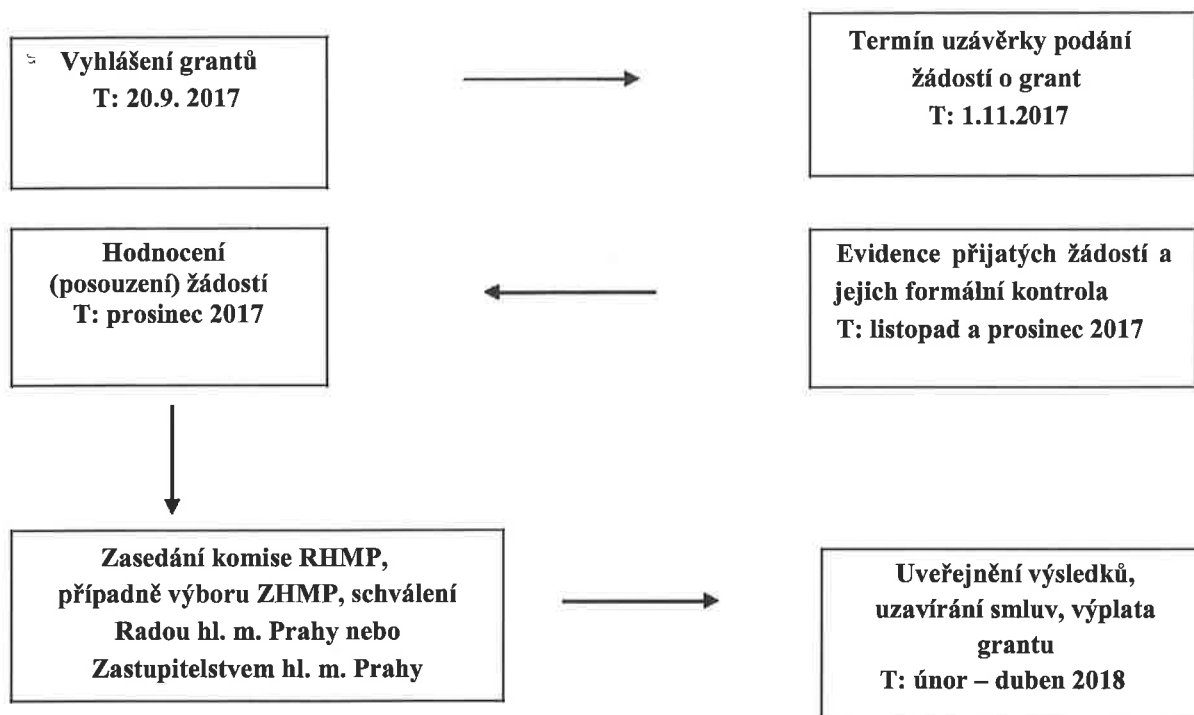 Vyhlášení grantů
T: 20.9. 2017
Termín uzávěrky podání
žádostí o grant
T: 1.11.2017
Hodnocení
(posouzení) žádostí
T: prosinec 2017
Evidence přijatých žádostí a
jejich formální kontrola
T: listopad a prosinec 2017
Zasedání komise RHMP,
případně výboru ZHMP, schválení
Radou hl. m. Prahy nebo
Zastupitelstvem hl. m. Prahy
Uveřejnění výsledků,
uzavírání smluv, výplata
grantu
T: únor – duben 2018